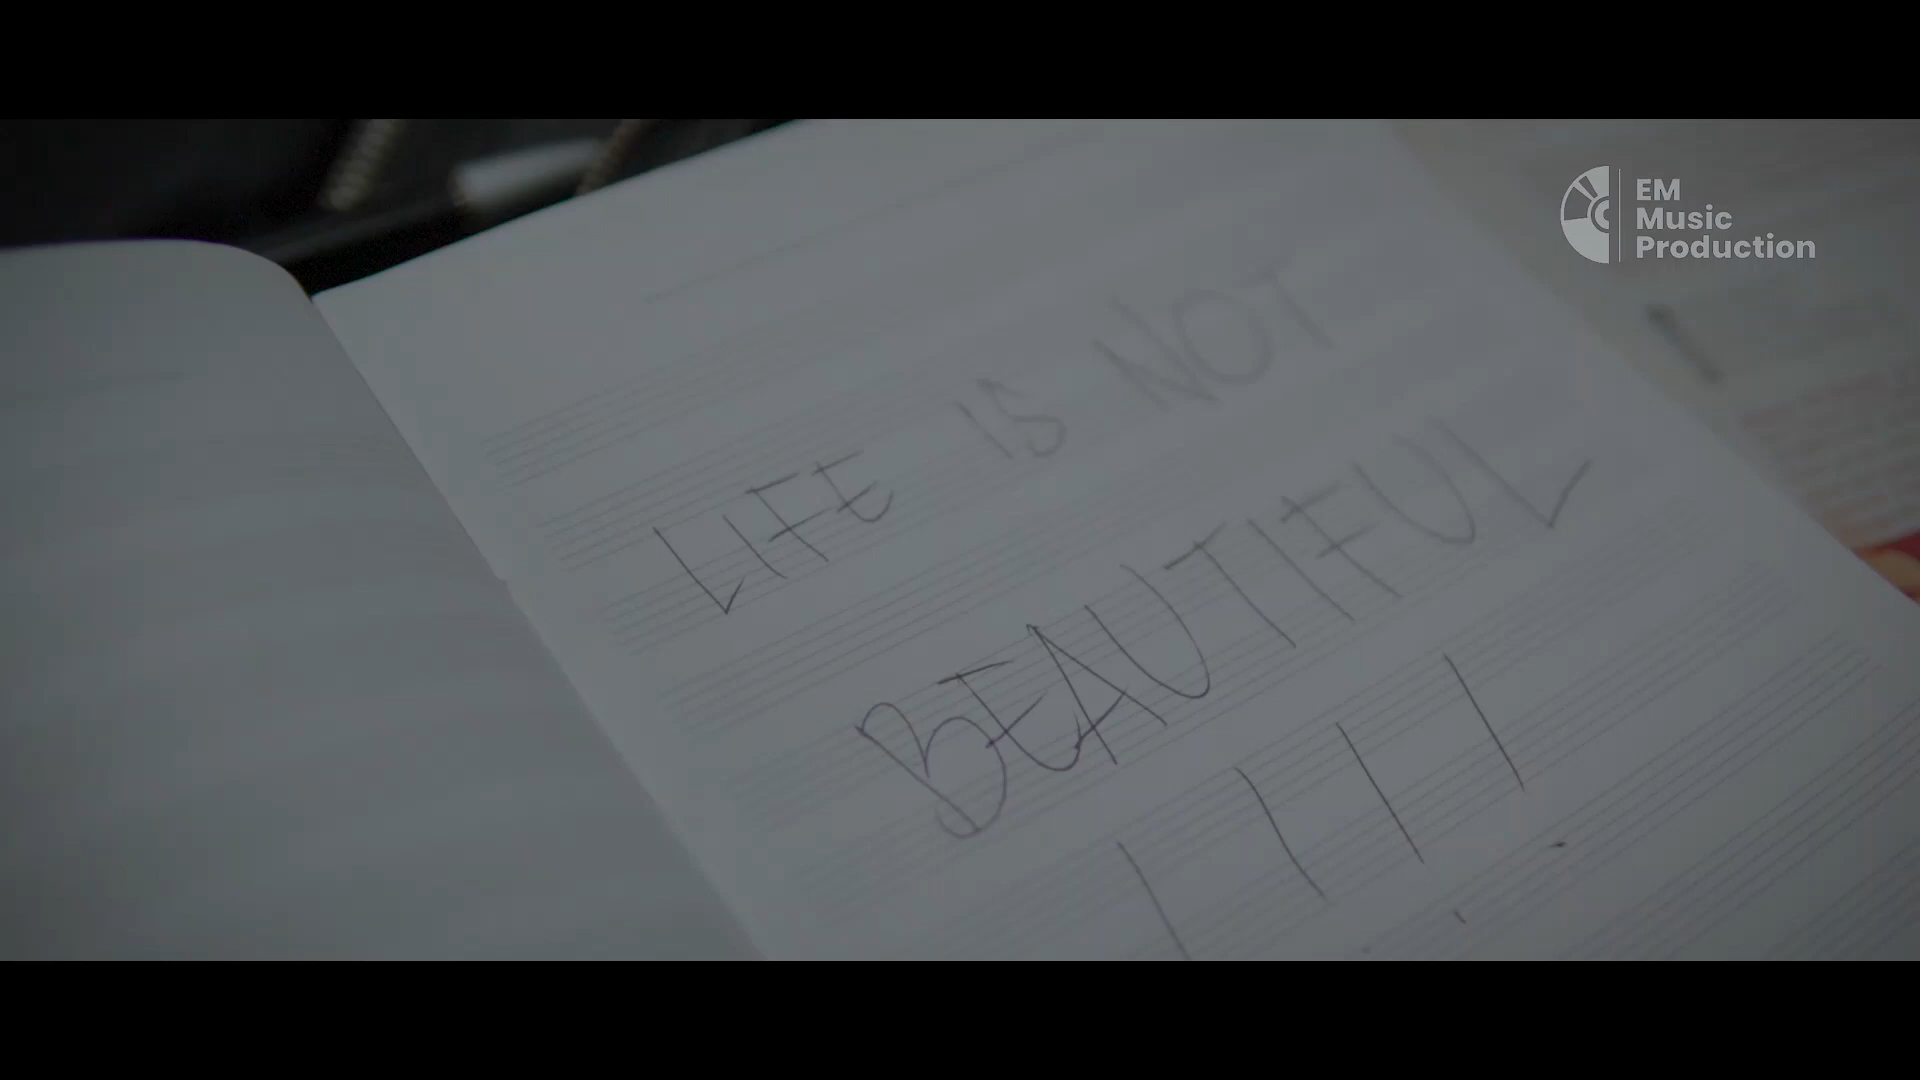 EM
Music
Production
LIFE IS NOT
BEAUTIFUL
!!!!